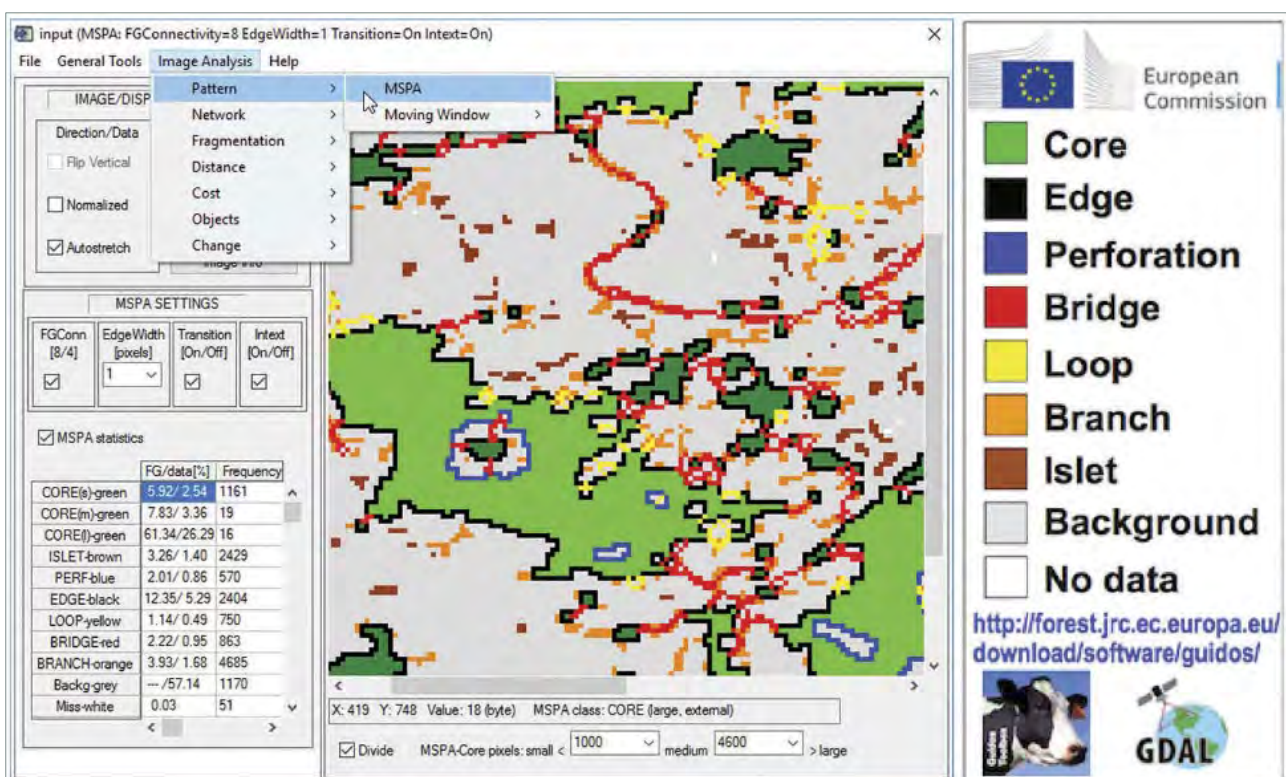 input (MSPA: FGConnectivity=8 EdgeWidth=1 Transition=On Intext=On)
File General Tools Image Analysis Help
Pattern >
Network >
Fragmentation >
Distance >
Cost >
Objects >
Change >
MSPA
Moving Window >
IMAGE/DISP
Direction/Data
Flip Vertical
Normalized
Autostretch
Image Info
MSPA SETTINGS
FGConn [8/4]
EdgeWidth [pixels]
1
Transition [On/Off]
Intext [On/Off]
MSPA statistics
FG/data[%] Frequency
CORE(s)-green 5.92/ 2.54 1161
CORE(m)-green 7.83/ 3.36 19
CORE(l)-green 61.34/26.29 16
ISLET-brown 3.26/ 1.40 2429
PERF-blue 2.01/ 0.86 570
EDGE-black 12.35/ 5.29 2404
LOOP-yellow 1.14/ 0.49 750
BRIDGE-red 2.22/ 0.95 863
BRANCH-orange 3.93/ 1.68 4685
Backg-grey --- /57.14 1170
Miss-white 0.03 51
X: 419 Y: 748 Value: 18 (byte) MSPA class: CORE (large, external)
Divide MSPA-Core pixels: small < 1000 medium 4600 > large
European
Commission
Core
Edge
Perforation
Bridge
Loop
Branch
Islet
Background
No data
http://forest.jrc.ec.europa.eu/
download/software/guidos/
Guidos
Toolbox
GDAL